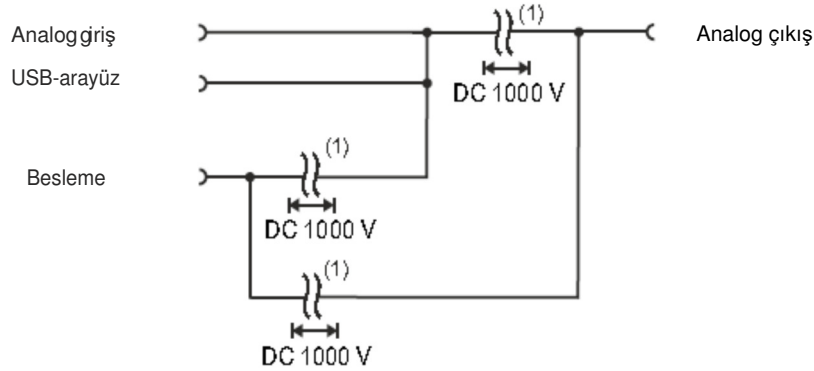 Analog giriş
(1)
Analog çıkış
USB-arayüz
DC 1000 V
Besleme
(1)
DC 1000 V
(1)
DC 1000 V